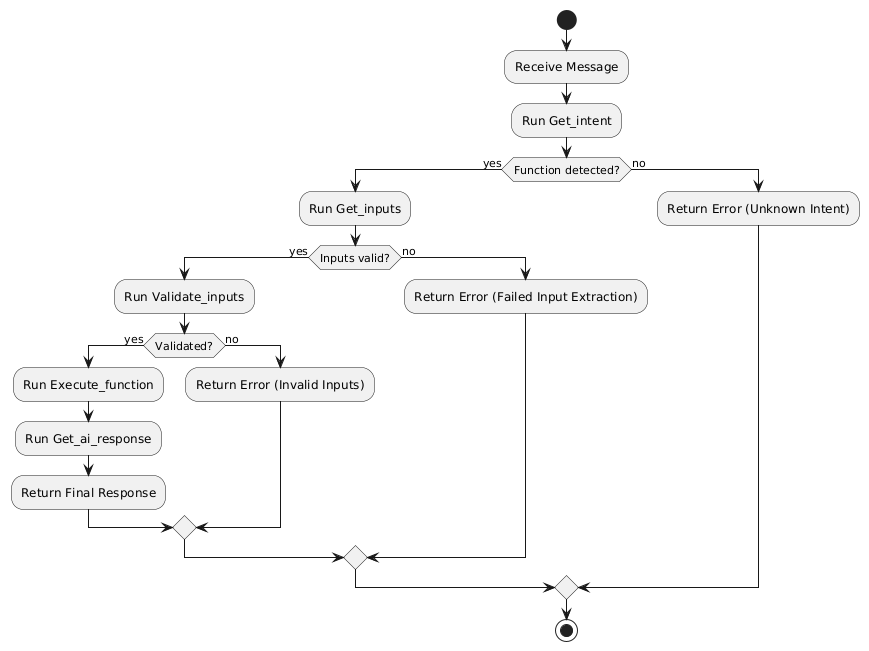 Receive Message
Run Get_intent
yes
Function detected?
no
Run Get_inputs
Return Error (Unknown Intent)
yes
Inputs valid?
no
Run Validate_inputs
Return Error (Failed Input Extraction)
yes
Validated?
no
Run Execute_function
Return Error (Invalid Inputs)
Run Get_ai_response
Return Final Response